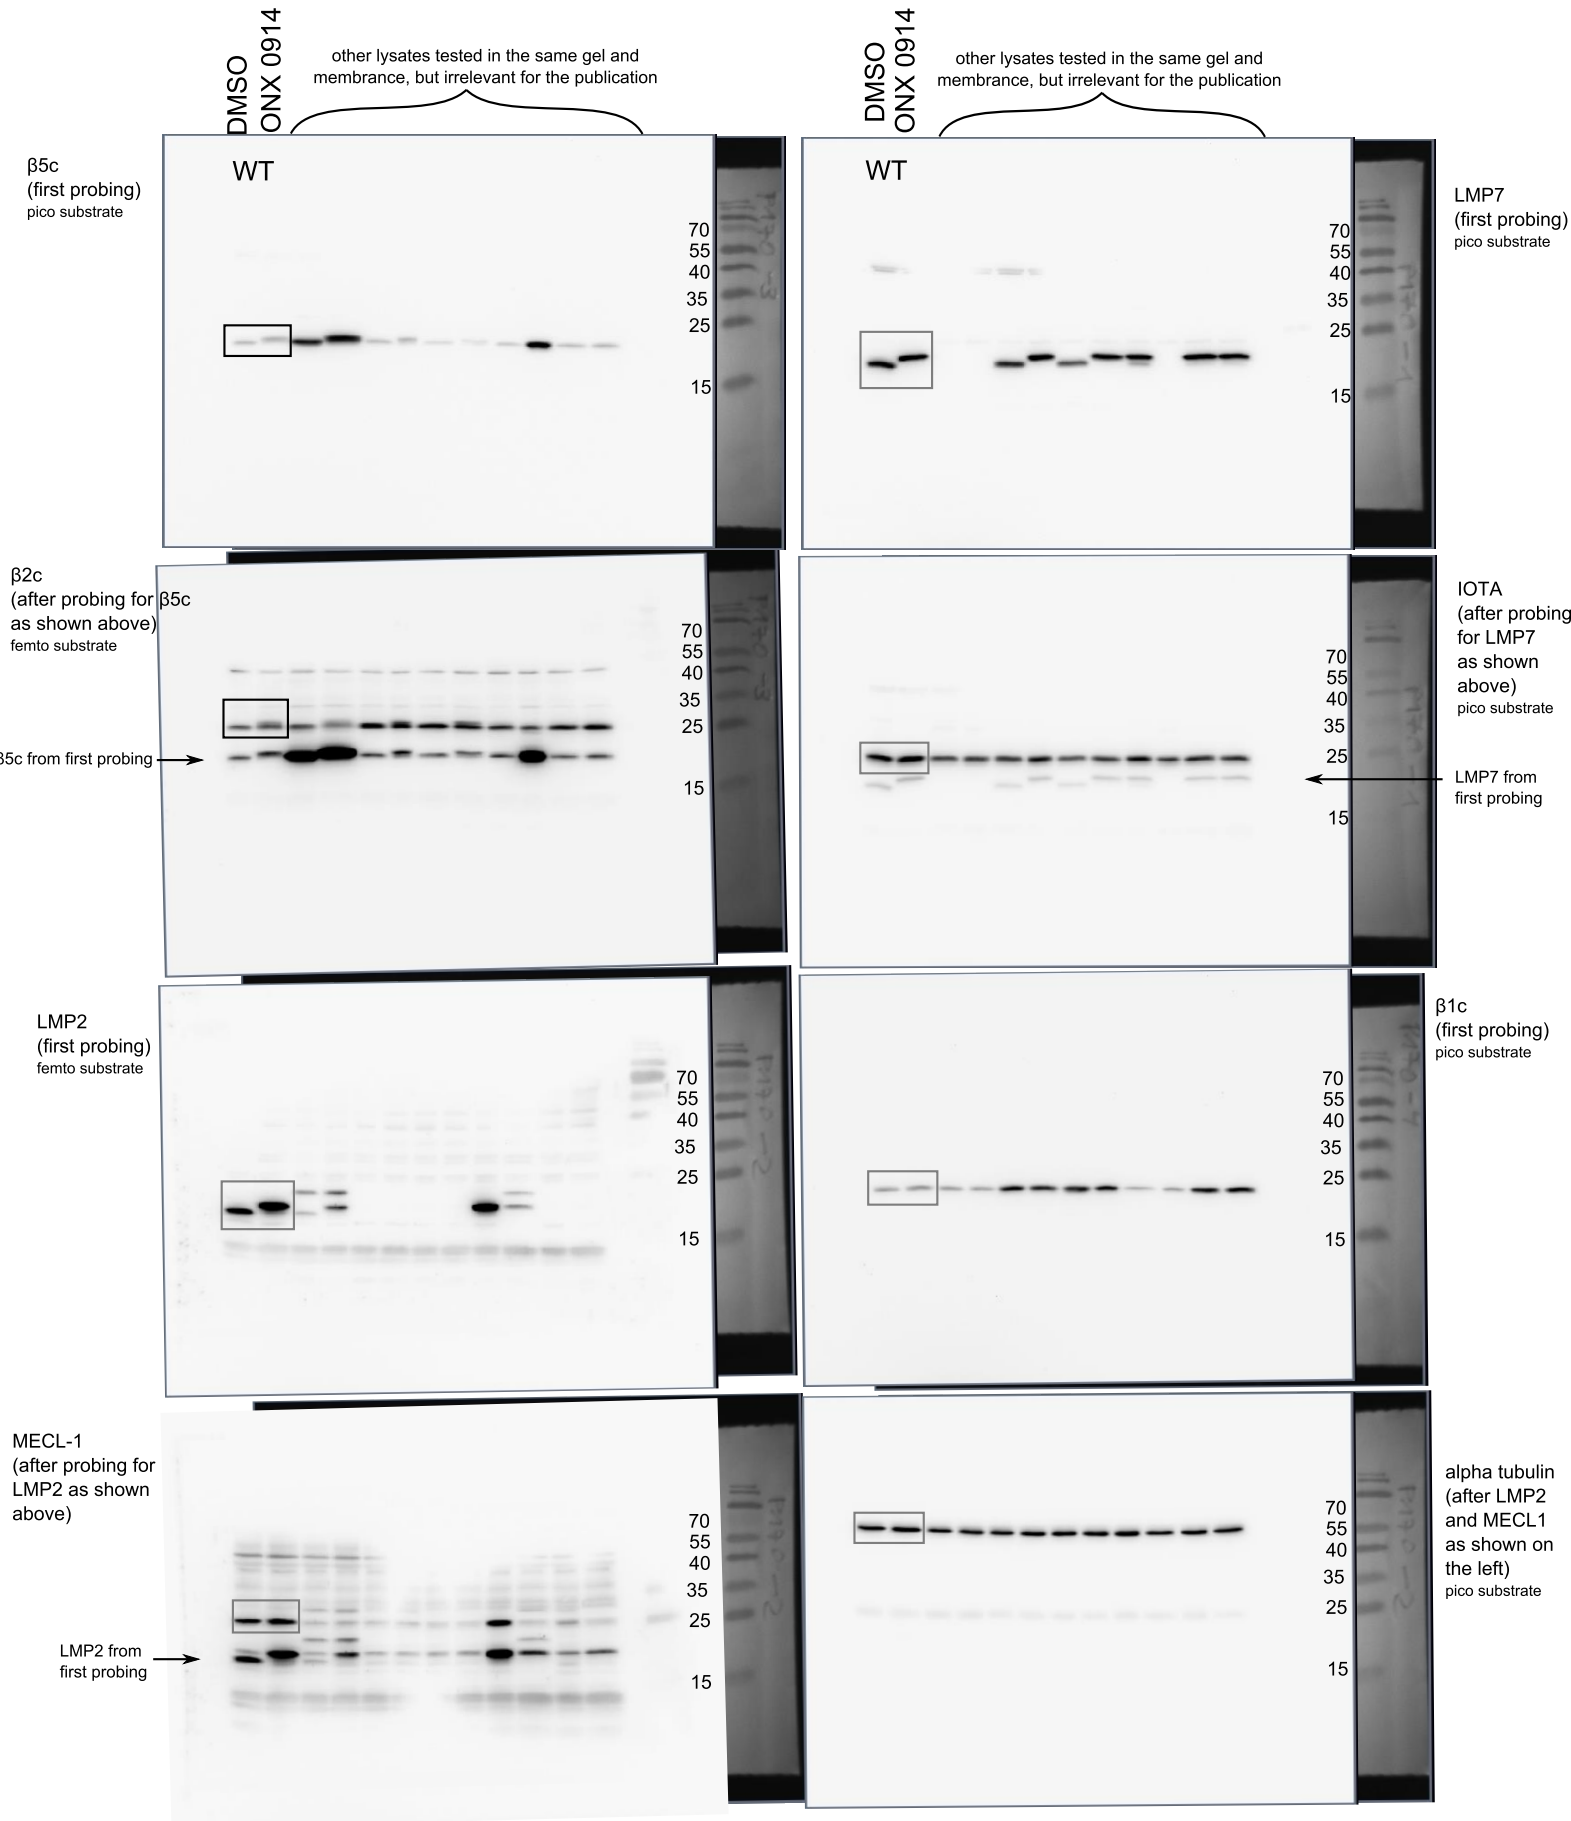 DMSO
ONX 0914
other lysates tested in the same gel and
membrance, but irrelevant for the publication
DMSO
ONX 0914
other lysates tested in the same gel and
membrance, but irrelevant for the publication
β5c
(first probing)
pico substrate
WT
70
55
40
35
25
15
WT
70
55
40
35
25
15
LMP7
(first probing)
pico substrate
β2c
(after probing for β5c
as shown above)
femto substrate
70
55
40
35
25
15
β5c from first probing
70
55
40
35
25
15
IOTA
(after probing
for LMP7
as shown
above)
pico substrate
LMP7 from
first probing
LMP2
(first probing)
femto substrate
70
55
40
35
25
15
70
55
40
35
25
15
β1c
(first probing)
pico substrate
MECL-1
(after probing for
LMP2 as shown
above)
70
55
40
35
25
15
LMP2 from
first probing
70
55
40
35
25
15
alpha tubulin
(after LMP2
and MECL1
as shown on
the left)
pico substrate